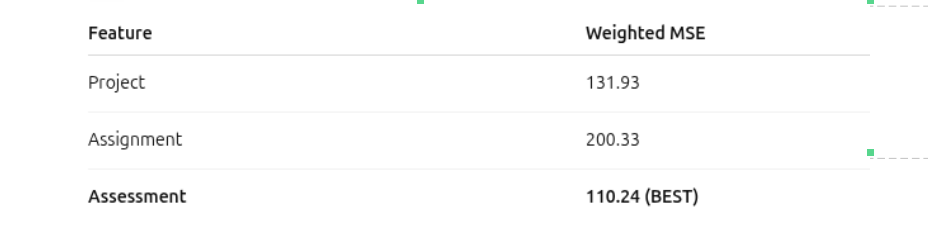 Feature Weighted MSE
Project 131.93
Assignment 200.33
Assessment 110.24 (BEST)